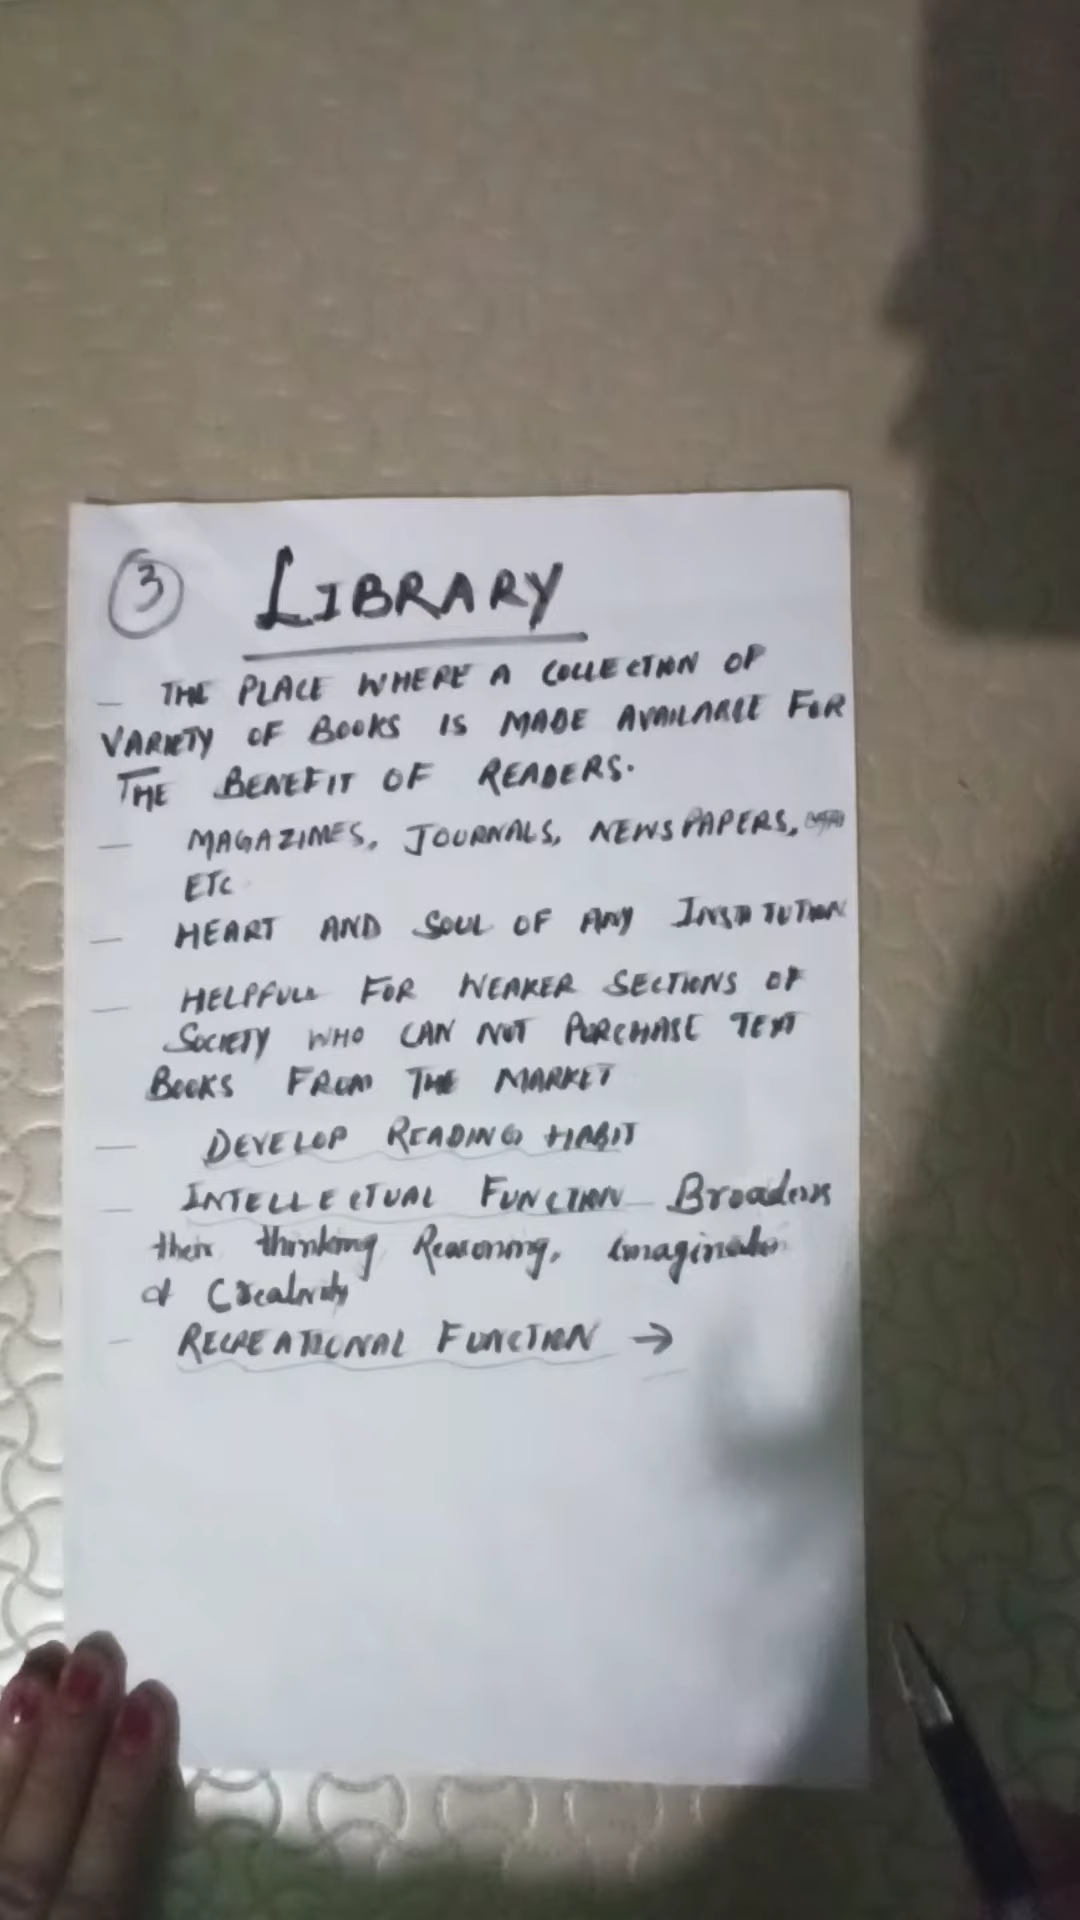 3 LIBRARY
— THE PLACE WHERE A COLLECTION OF
VARIETY OF BOOKS IS MADE AVAILABLE FOR
THE BENEFIT OF READERS.
— MAGAZIMES, JOURNALS, NEWSPAPERS,
ETC
— HEART AND SOUL OF ANY INSTITUTION
— HELPFULL FOR WEAKER SECTIONS OF
SOCIETY WHO CAN NOT PURCHASE TEXT
BOOKS FROM THE MARKET
— DEVELOP READING HABIT
— INTELLECTUAL FUNCTION Broadens
their thinking Reasoning, imagination
& Creativity
— RECREATIONAL FUNCTION →